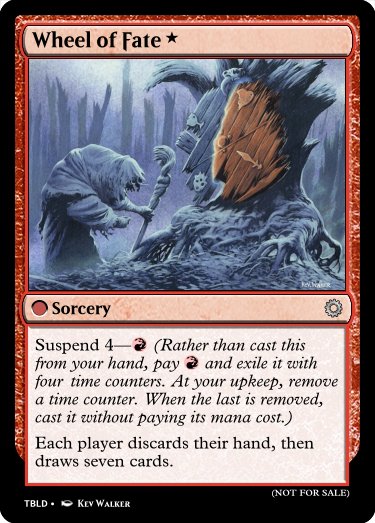 Wheel of Fate ★
Kev Walker
Sorcery
Suspend 4— (Rather than cast this
from your hand, pay and exile it with
four time counters. At your upkeep, remove
a time counter. When the last is removed,
cast it without paying its mana cost.)
Each player discards their hand, then
draws seven cards.
(NOT FOR SALE)
TBLD • Kev Walker